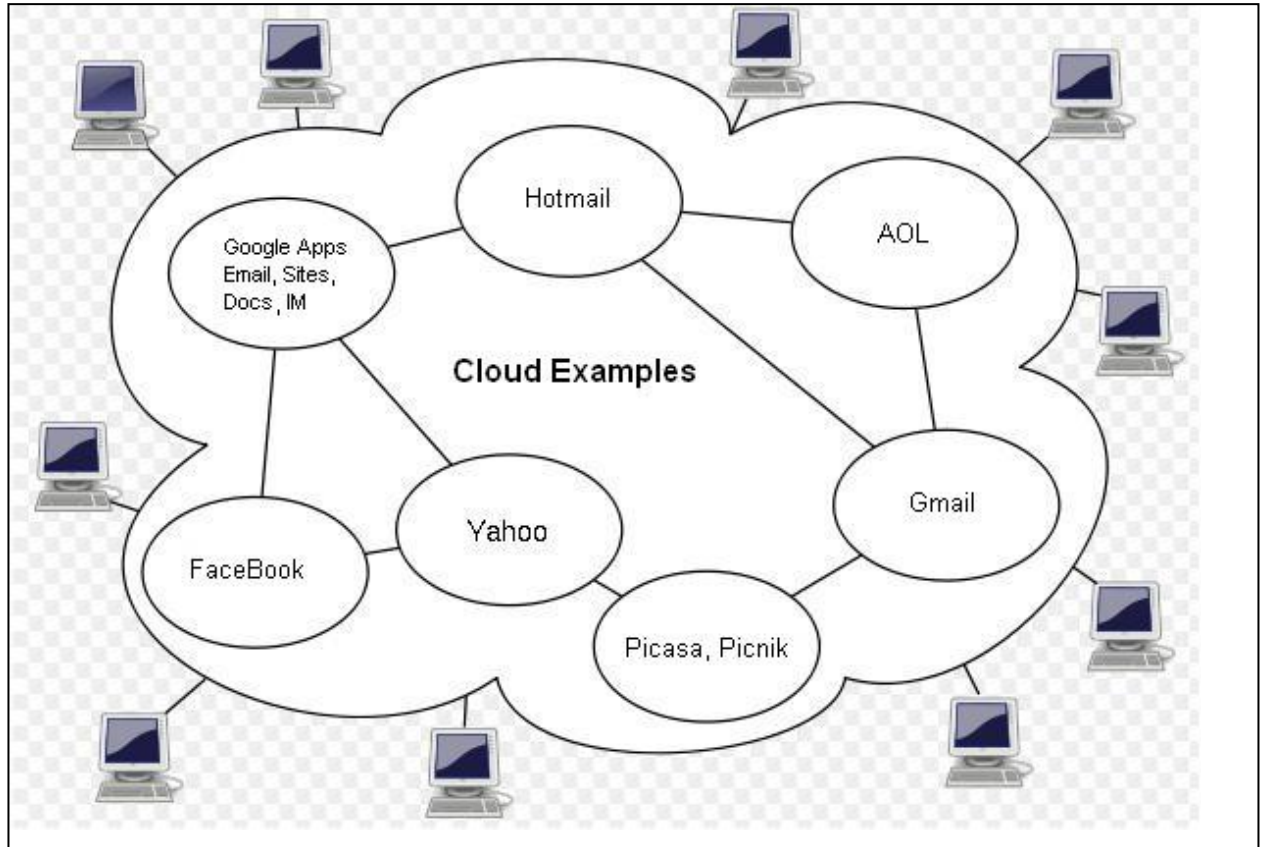 Hotmail
AOL
Google Apps
Email, Sites,
Docs, IM
Cloud Examples
Gmail
Yahoo
FaceBook
Picasa, Picnik